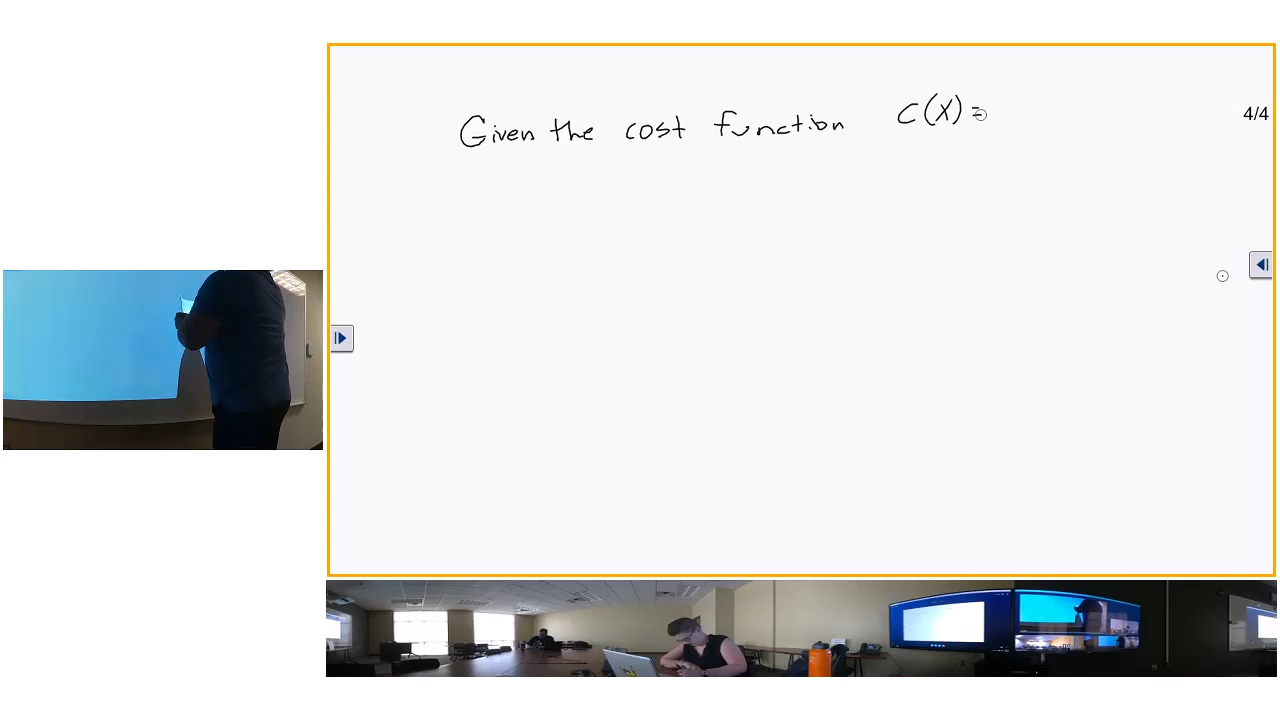 Given the cost function C(X) =
4/4